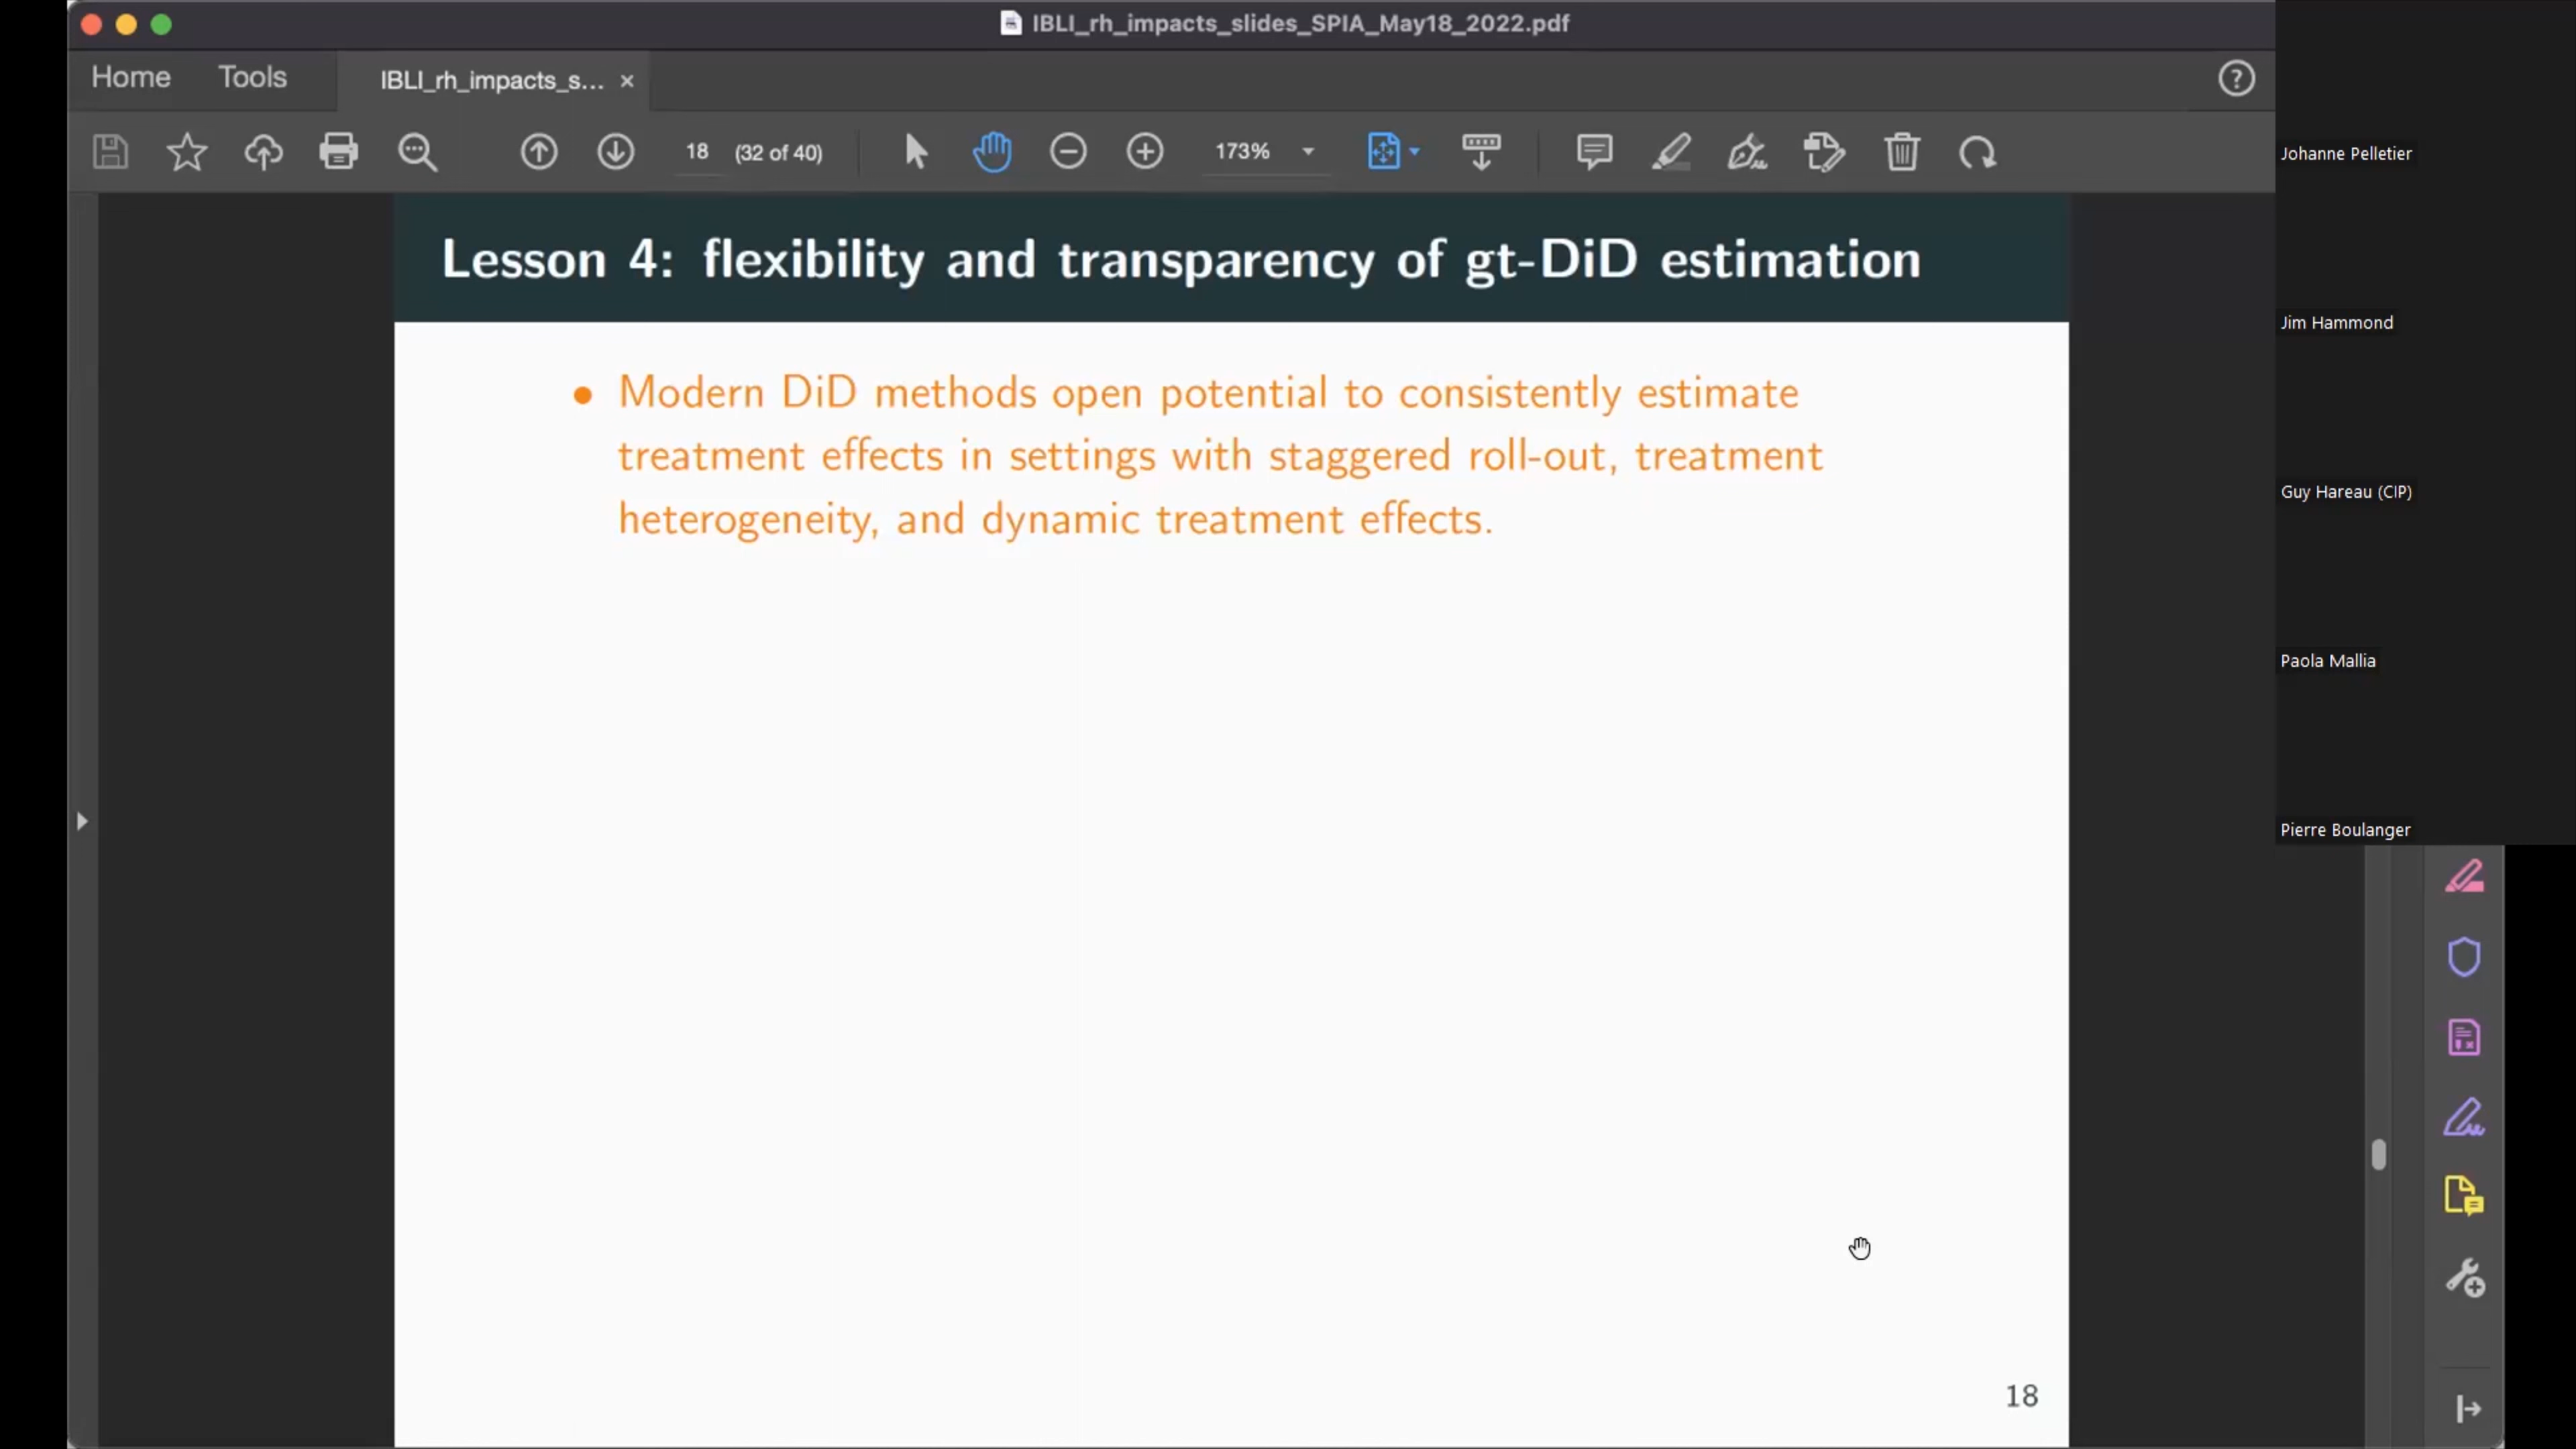 IBLI_rh_impacts_slides_SPIA_May18_2022.pdf
Home Tools IBLI_rh_impacts_s... ×
18 (32 of 40) 173%
Lesson 4: flexibility and transparency of gt-DiD estimation
• Modern DiD methods open potential to consistently estimate
treatment effects in settings with staggered roll-out, treatment
heterogeneity, and dynamic treatment effects.
18
Johanne Pelletier
Jim Hammond
Guy Hareau (CIP)
Paola Mallia
Pierre Boulanger